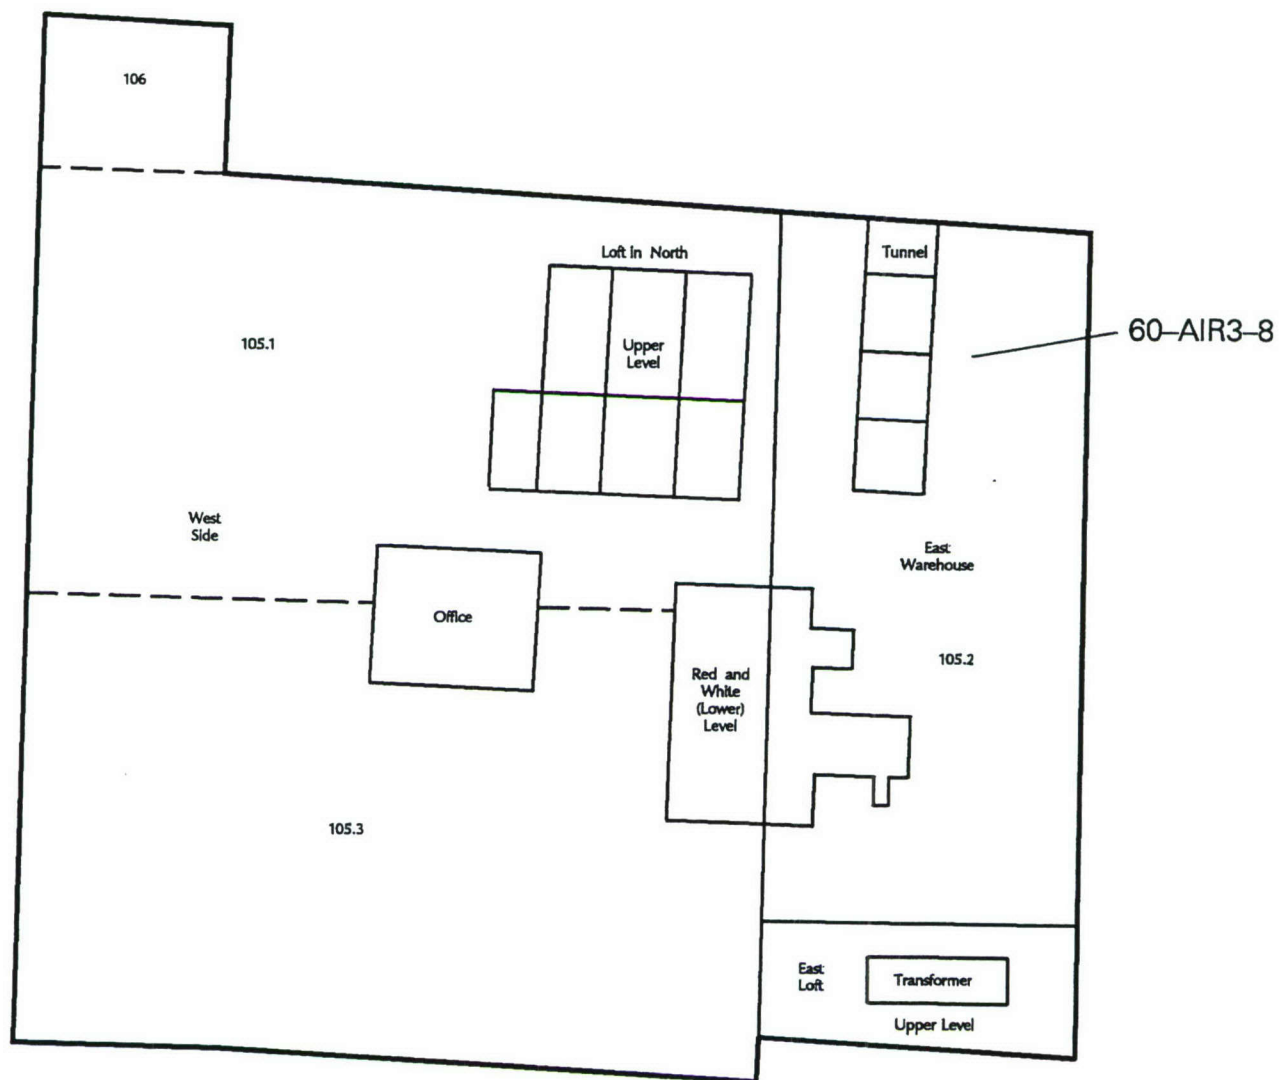 106
Loft in North
Tunnel
60–AIR3–8
105.1
Upper
Level
West
Side
East
Warehouse
Office
105.2
Red and
White
(Lower)
Level
105.3
East
Loft
Transformer
Upper Level